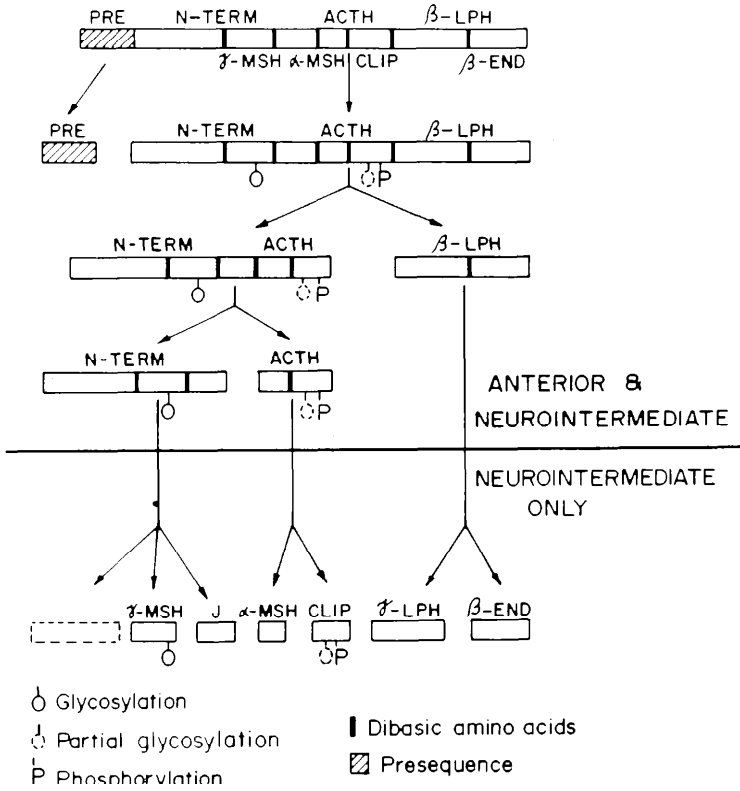 PRE N-TERM ACTH β-LPH
γ-MSH α-MSH CLIP β-END
PRE N-TERM ACTH β-LPH
P
N-TERM ACTH β-LPH
P
N-TERM ACTH
P
ANTERIOR &
NEUROINTERMEDIATE
NEUROINTERMEDIATE
ONLY
γ-MSH J α-MSH CLIP γ-LPH β-END
P
Glycosylation
Partial glycosylation
P Phosphorylation
Dibasic amino acids
Presequence